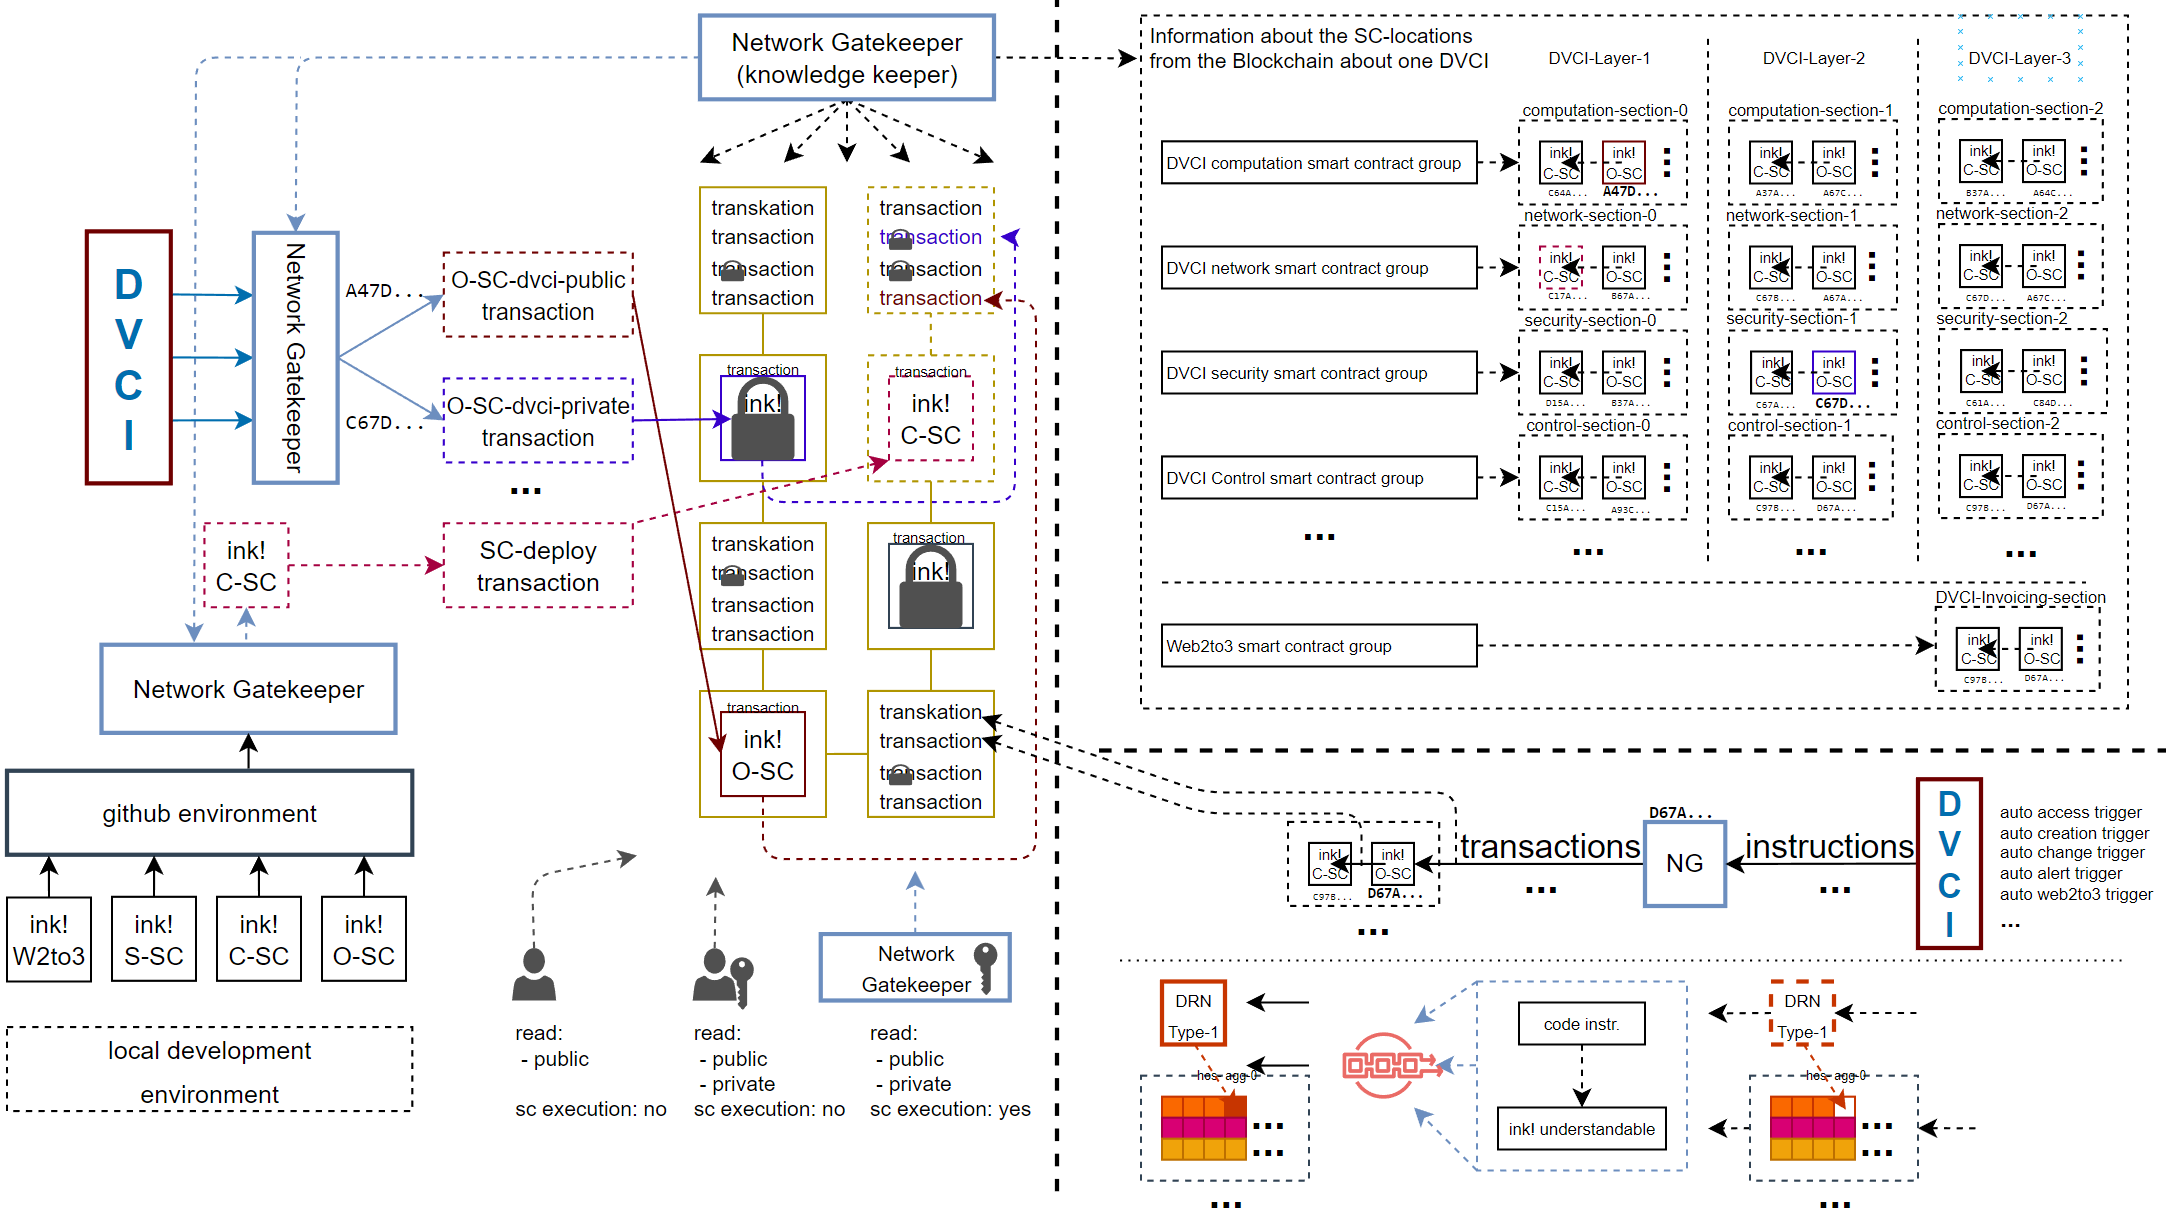 Network Gatekeeper
(knowledge keeper)
D
V
C
I
Network Gatekeeper
A47D...
C67D...
O-SC-dvci-public
transaction
O-SC-dvci-private
transaction
...
ink!
C-SC
SC-deploy
transaction
Network Gatekeeper
github environment
ink!
W2to3
ink!
S-SC
ink!
C-SC
ink!
O-SC
local development
environment
transkation
transaction
transaction
transaction
transaction
ink!
transkation
transaction
transaction
transaction
transaction
ink!
O-SC
transaction
transaction
transaction
transaction
transaction
ink!
C-SC
transaction
ink!
transkation
transaction
transaction
transaction
read:
- public
sc execution: no
read:
- public
- private
sc execution: no
Network
Gatekeeper
read:
- public
- private
sc execution: yes
Information about the SC-locations
from the Blockchain about one DVCI
DVCI-Layer-1
DVCI-Layer-2
DVCI-Layer-3
DVCI computation smart contract group
computation-section-0
ink!
C-SC
C64A...
ink!
O-SC
A47D...
computation-section-1
ink!
C-SC
A37A...
ink!
O-SC
A67C...
computation-section-2
ink!
C-SC
B37A...
ink!
O-SC
A64C...
DVCI network smart contract group
network-section-0
ink!
C-SC
C17A...
ink!
O-SC
B67A...
network-section-1
ink!
C-SC
C67B...
ink!
O-SC
A67A...
network-section-2
ink!
C-SC
C67D...
ink!
O-SC
A67C...
DVCI security smart contract group
security-section-0
ink!
C-SC
D15A...
ink!
O-SC
B37A...
security-section-1
ink!
C-SC
C67A...
ink!
O-SC
C67D...
security-section-2
ink!
C-SC
C61A...
ink!
O-SC
C84D...
DVCI Control smart contract group
control-section-0
ink!
C-SC
C15A...
ink!
O-SC
A93C...
control-section-1
ink!
C-SC
C97B...
ink!
O-SC
D67A...
control-section-2
ink!
C-SC
C97B...
ink!
O-SC
D67A...
...
...
...
...
Web2to3 smart contract group
DVCI-Invoicing-section
ink!
C-SC
C97B...
ink!
O-SC
D67A...
ink!
C-SC
C97B...
ink!
O-SC
D67A...
...
transactions
...
D67A...
NG
instructions
...
D
V
C
I
auto access trigger
auto creation trigger
auto change trigger
auto alert trigger
auto web2to3 trigger
...
DRN
Type-1
hos-agg-0
...
...
...
code instr.
ink! understandable
DRN
Type-1
hos-agg-0
...
...
...